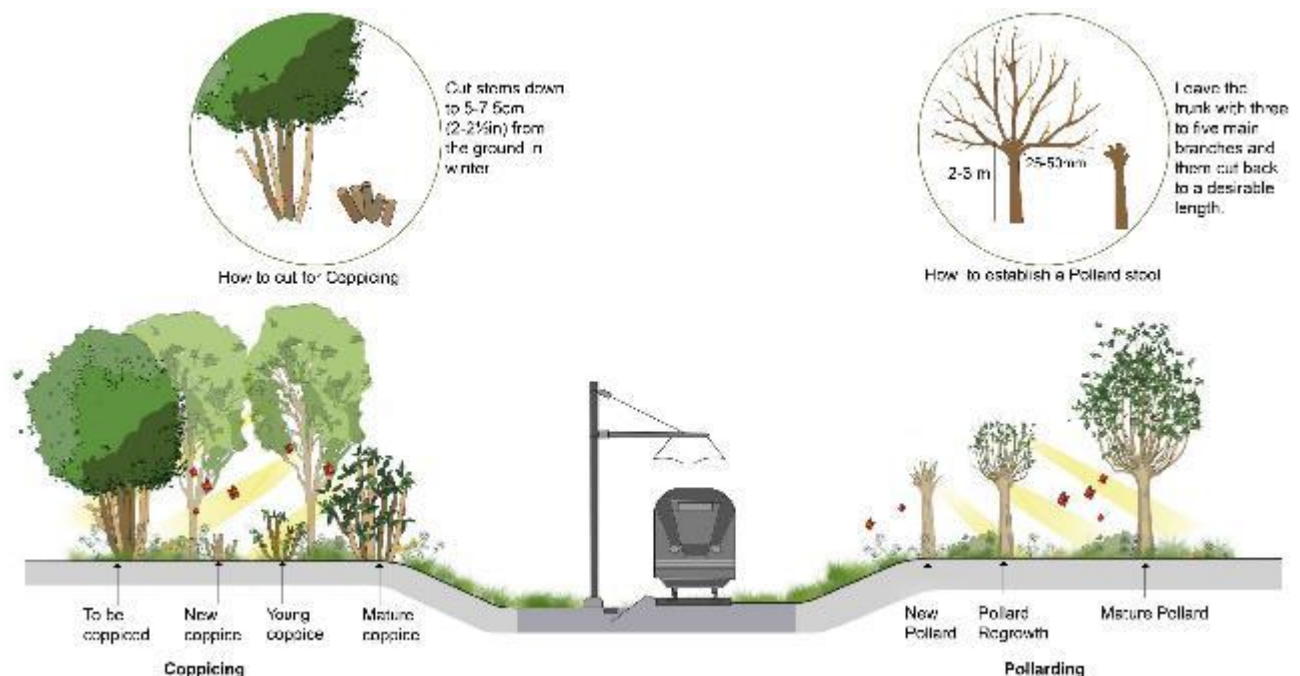 Cut stems down
to 5-7.5cm
(2-2½in) from
the ground in
winter
How to cut for Coppicing
2-3 m
25-50mm
Leave the
trunk with three
to five main
branches and
them cut back
to a desirable
length.
How to establish a Pollard stool
To be
coppiced
New
coppice
Young
coppice
Mature
coppice
Coppicing
New
Pollard
Pollard
Regrowth
Mature Pollard
Pollarding